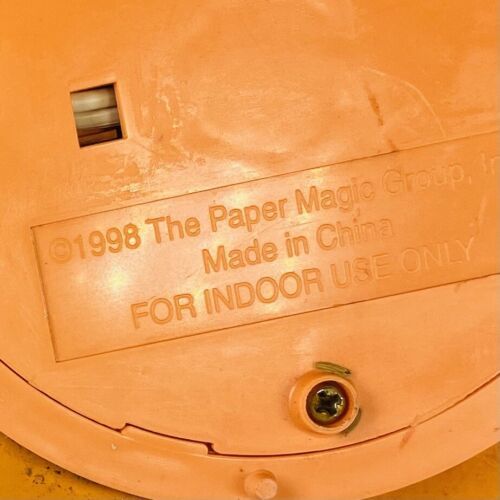 ©1998 The Paper Magic Group, I
Made in China
FOR INDOOR USE ONLY